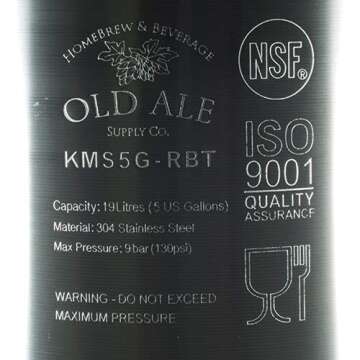 HOMEBREW & BEVERAGE
OLD ALE
SUPPLY CO.
KMS5G-RBT
Capacity: 19Litres (5 US Gallons)
Material: 304 Stainless Steel
Max Pressure: 9bar (130psi)
WARNING - DO NOT EXCEED
MAXIMUM PRESSURE
NSF®
ISO
9001
QUALITY
ASSURANCE